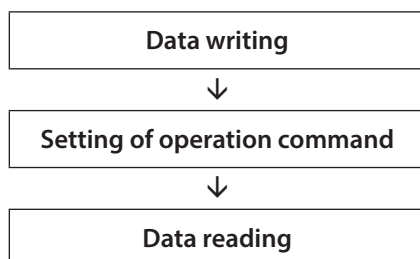 Data writing
Setting of operation command
Data reading